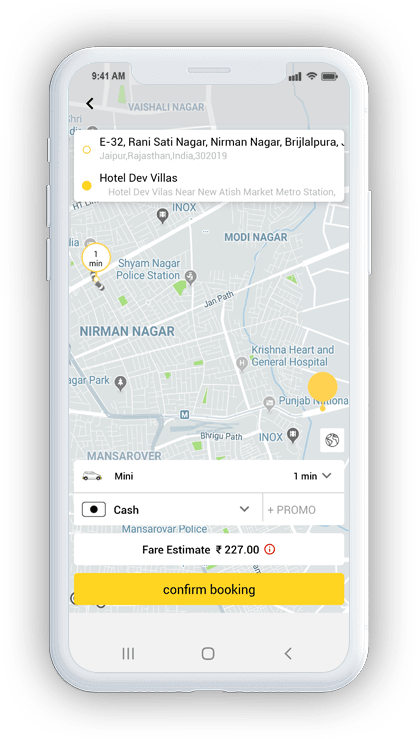 9:41 AM
VAISHALI NAGAR
E-32, Rani Sati Nagar, Nirman Nagar, Brijlalpura, J
Jaipur,Rajasthan,India,302019
Hotel Dev Villas
Hotel Dev Vilas Near New Atish Market Metro Station,
INOX
MODI NAGAR
1
min
Shyam Nagar
Police Station
Jan Path
NIRMAN NAGAR
Krishna Heart and
General Hospital
agar Park
Punjab National
M
Bhrigu Path
INOX
MANSAROVER
Mini
1 min
Cash
+ PROMO
Mansarovar Police
Fare Estimate ₹ 227.00
confirm booking